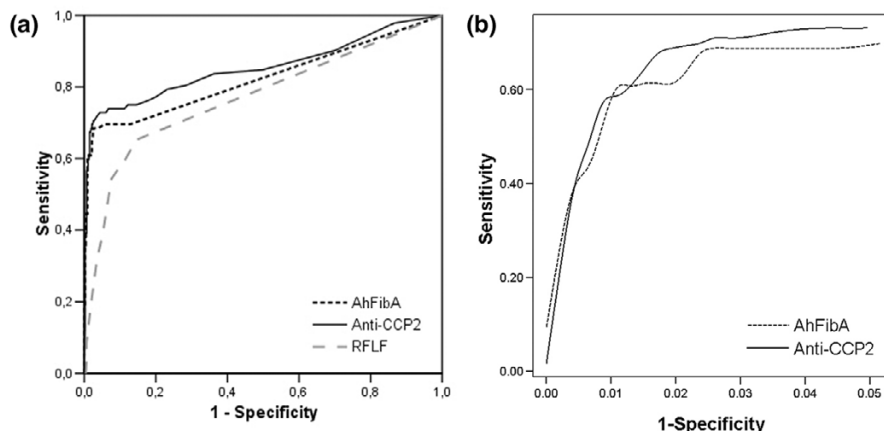 (a)
1,0
0,8
0,6
0,4
0,2
0,0
Sensitivity
AhFibA
Anti-CCP2
RFLF
0,0 0,2 0,4 0,6 0,8 1,0
1 - Specificity
(b)
0.60
0.40
0.20
0.00
Sensitivity
AhFibA
Anti-CCP2
0.00 0.01 0.02 0.03 0.04 0.05
1-Specificity